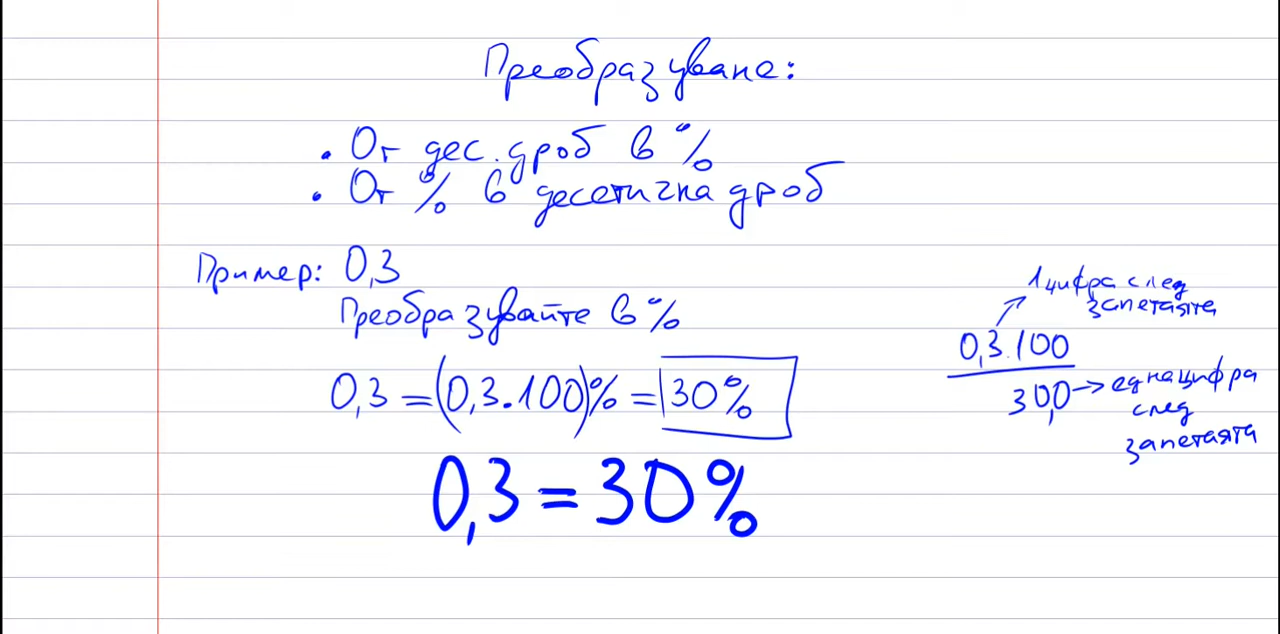 Преобразуване:
• От дес. дроб в %
• От % в десетична дроб
Пример: 0,3
Преобразувайте в %
0,3 = (0,3.100)% = 30%
0,3 = 30%
1 цифра след
запетаята
0,3.100
30,0 → една цифра
след
запетаята